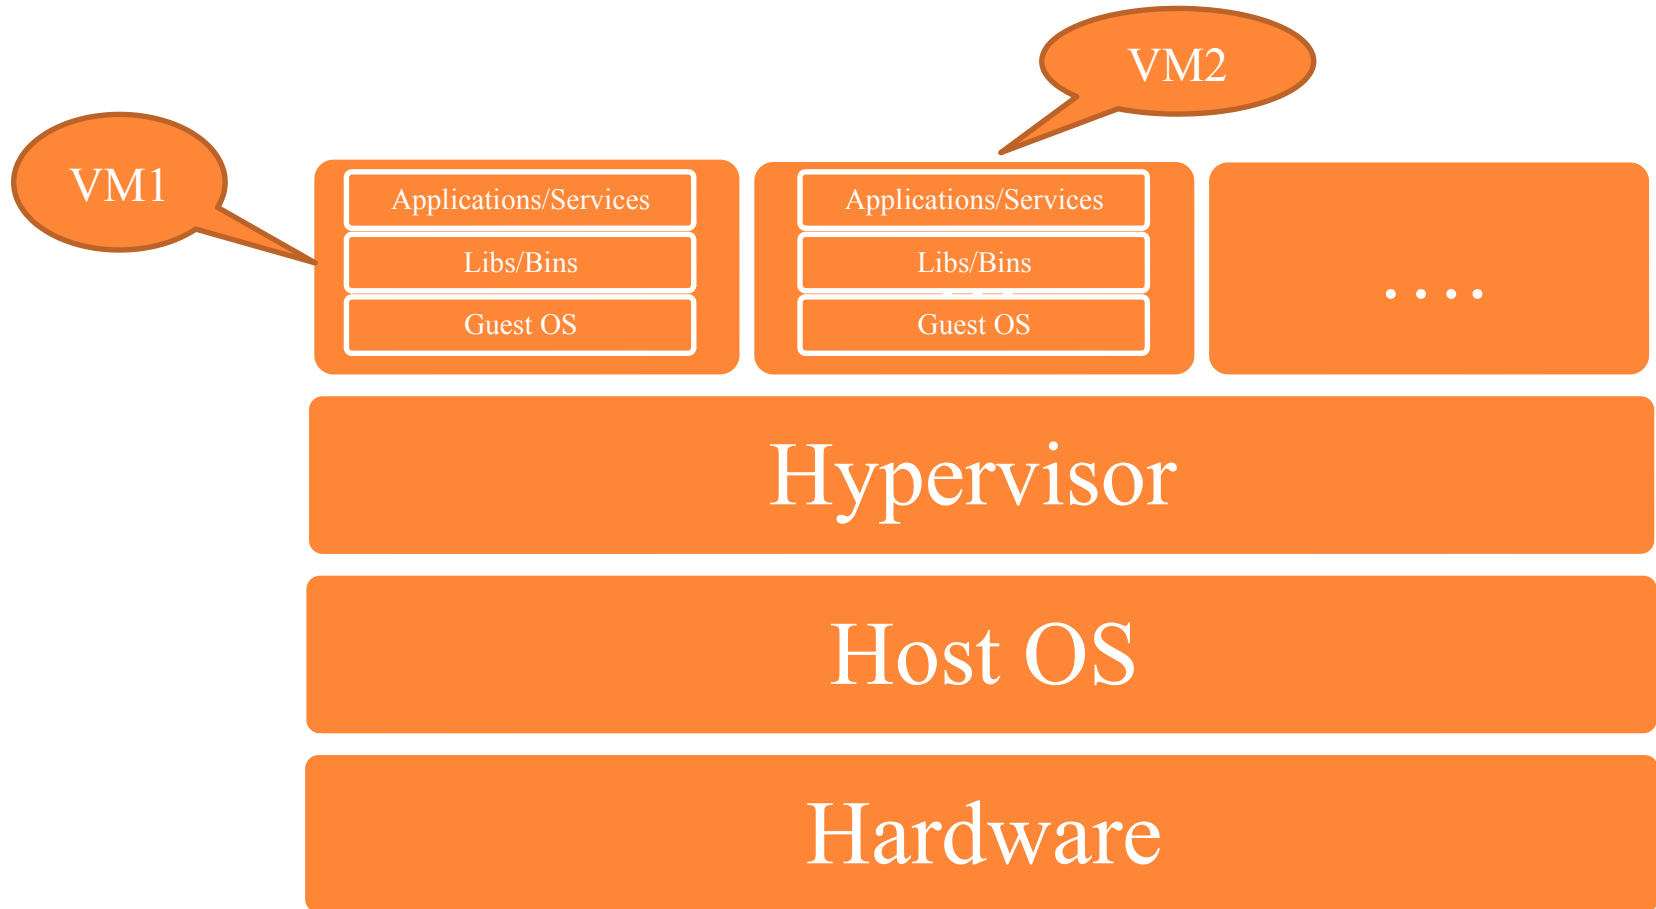 VM2
VM1
Applications/Services
Libs/Bins
Guest OS
Applications/Services
Libs/Bins
Guest OS
. . . .
Hypervisor
Host OS
Hardware